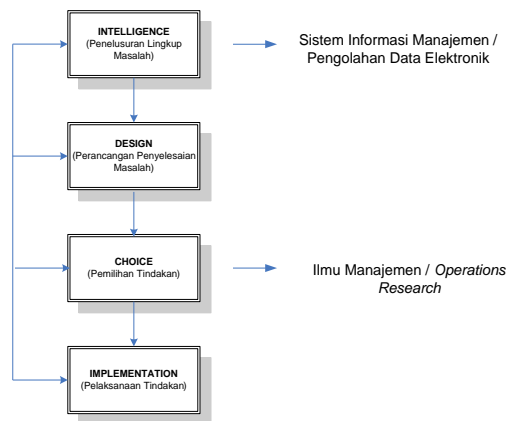 INTELLIGENCE
(Penelusuran Lingkup
Masalah)
Sistem Informasi Manajemen /
Pengolahan Data Elektronik
DESIGN
(Perancangan Penyelesaian
Masalah)
CHOICE
(Pemilihan Tindakan)
Ilmu Manajemen / Operations
Research
IMPLEMENTATION
(Pelaksanaan Tindakan)